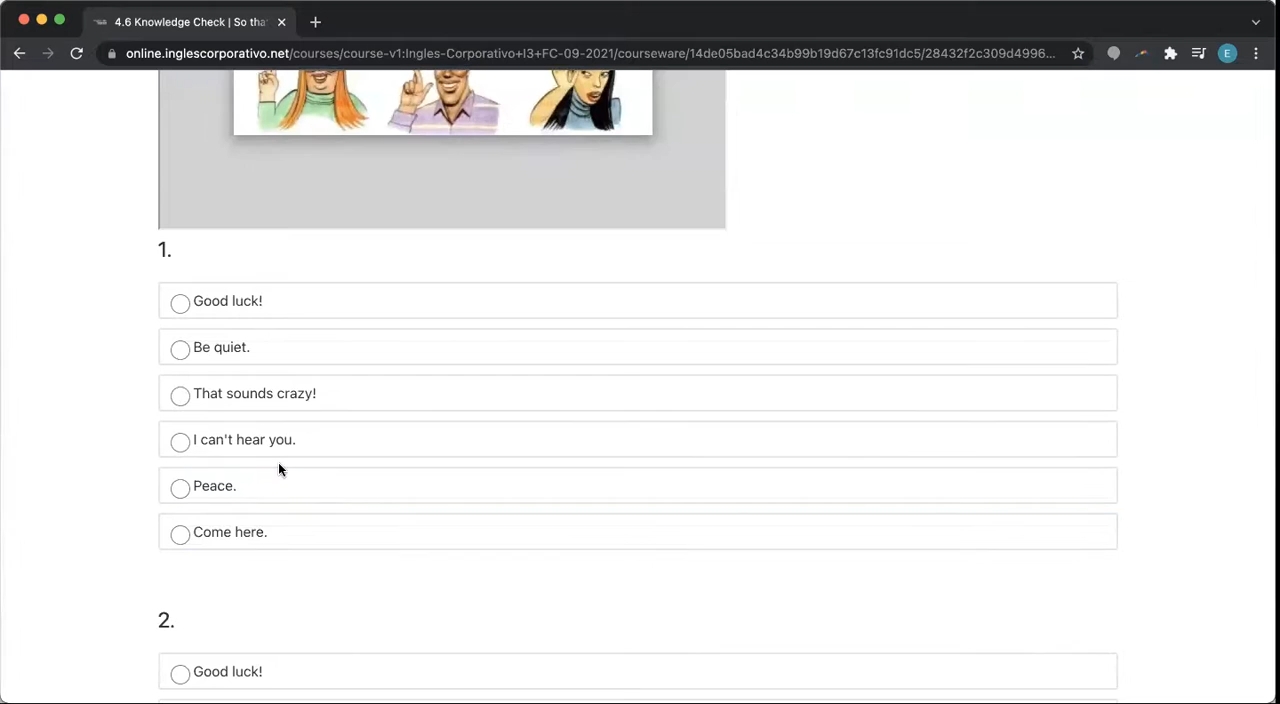 4.6 Knowledge Check | So tha
online.inglescorporativo.net/courses/course-v1:Ingles-Corporativo+I3+FC-09-2021/courseware/14de05bad4c34b99b19d67c13fc91dc5/28432f2c309d4996...
E
1.
Good luck!
Be quiet.
That sounds crazy!
I can't hear you.
Peace.
Come here.
2.
Good luck!